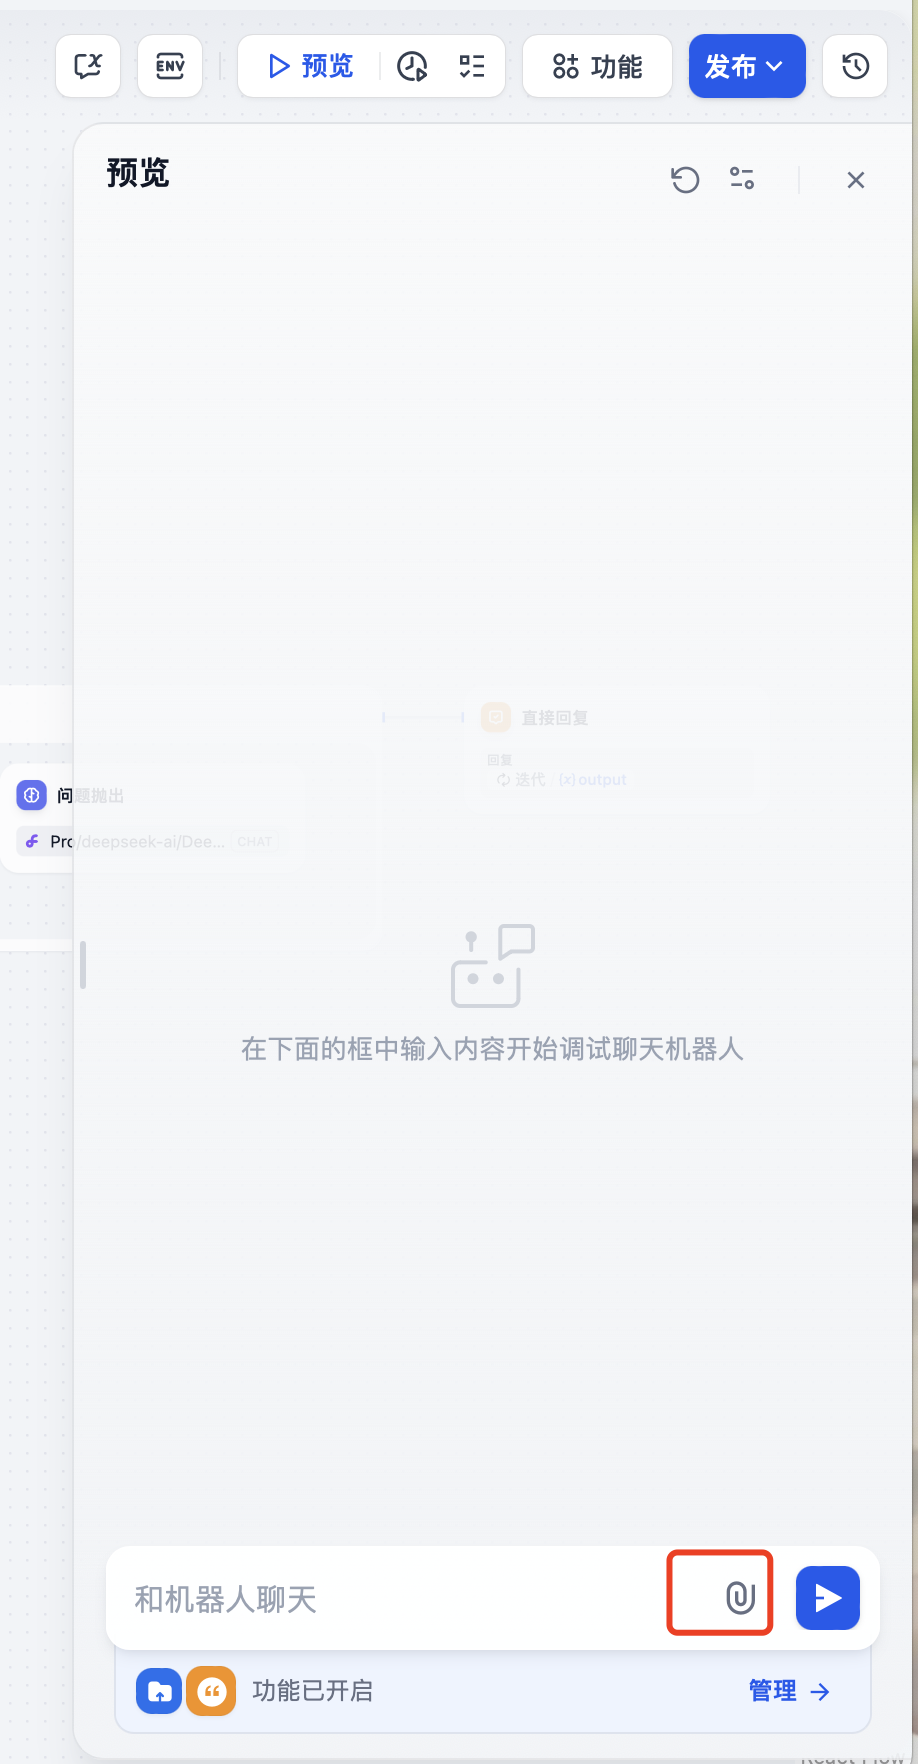 ENV
预览
功能
发布
预览
直接回复
回复
迭代 · {x} output
问题抛出
Pro/deepseek-ai/Dee...
CHAT
在下面的框中输入内容开始调试聊天机器人
和机器人聊天
功能已开启
管理 →
React Flow